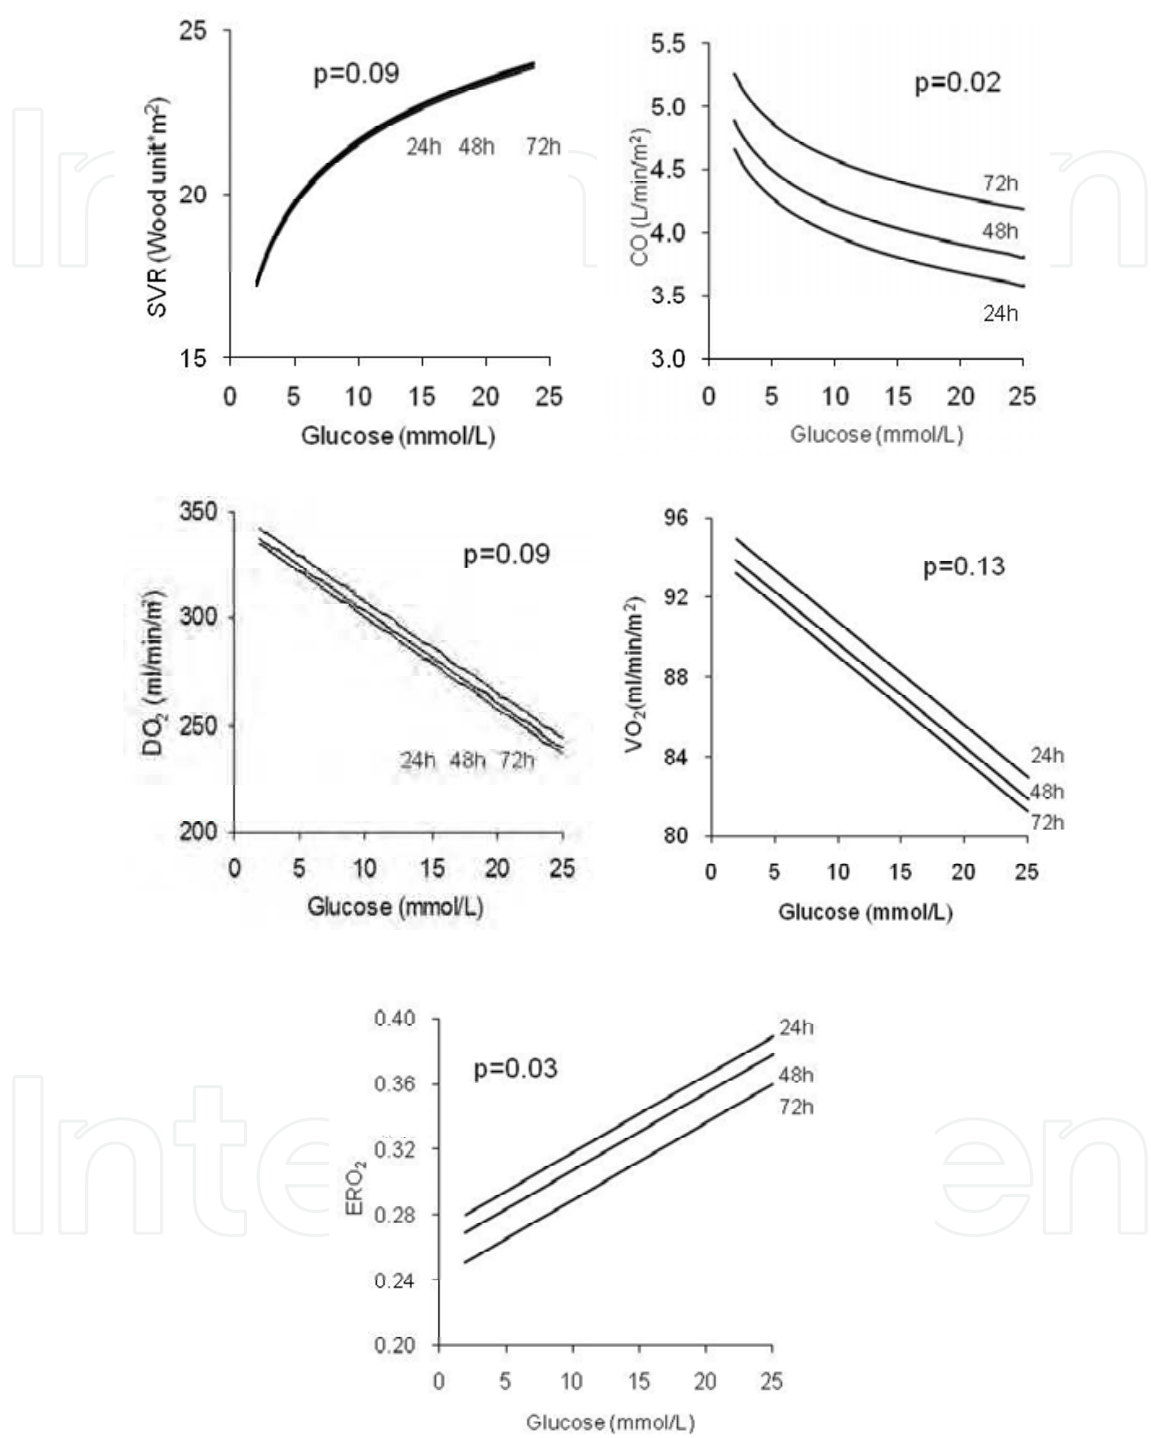 25
20
15
SVR (Wood unit*m²)
p=0.09
24h 48h 72h
0 5 10 15 20 25
Glucose (mmol/L)
5.5
5.0
4.5
4.0
3.5
3.0
CO (L/min/m²)
p=0.02
72h
48h
24h
0 5 10 15 20 25
Glucose (mmol/L)
350
300
250
200
DO₂ (ml/min/m²)
p=0.09
24h 48h 72h
0 5 10 15 20 25
Glucose (mmol/L)
96
92
88
84
80
VO₂(ml/min/m²)
p=0.13
24h
48h
72h
0 5 10 15 20 25
Glucose (mmol/L)
0.40
0.36
0.32
0.28
0.24
0.20
ERO₂
p=0.03
24h
48h
72h
0 5 10 15 20 25
Glucose (mmol/L)